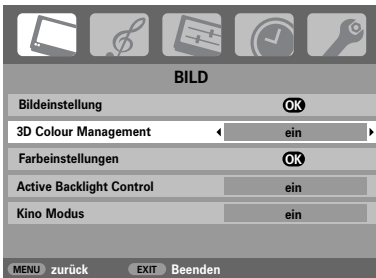 BILD
Bildeinstellung OK
3D Colour Management ein
Farbeinstellungen OK
Active Backlight Control ein
Kino Modus ein
MENU zurück EXIT Beenden